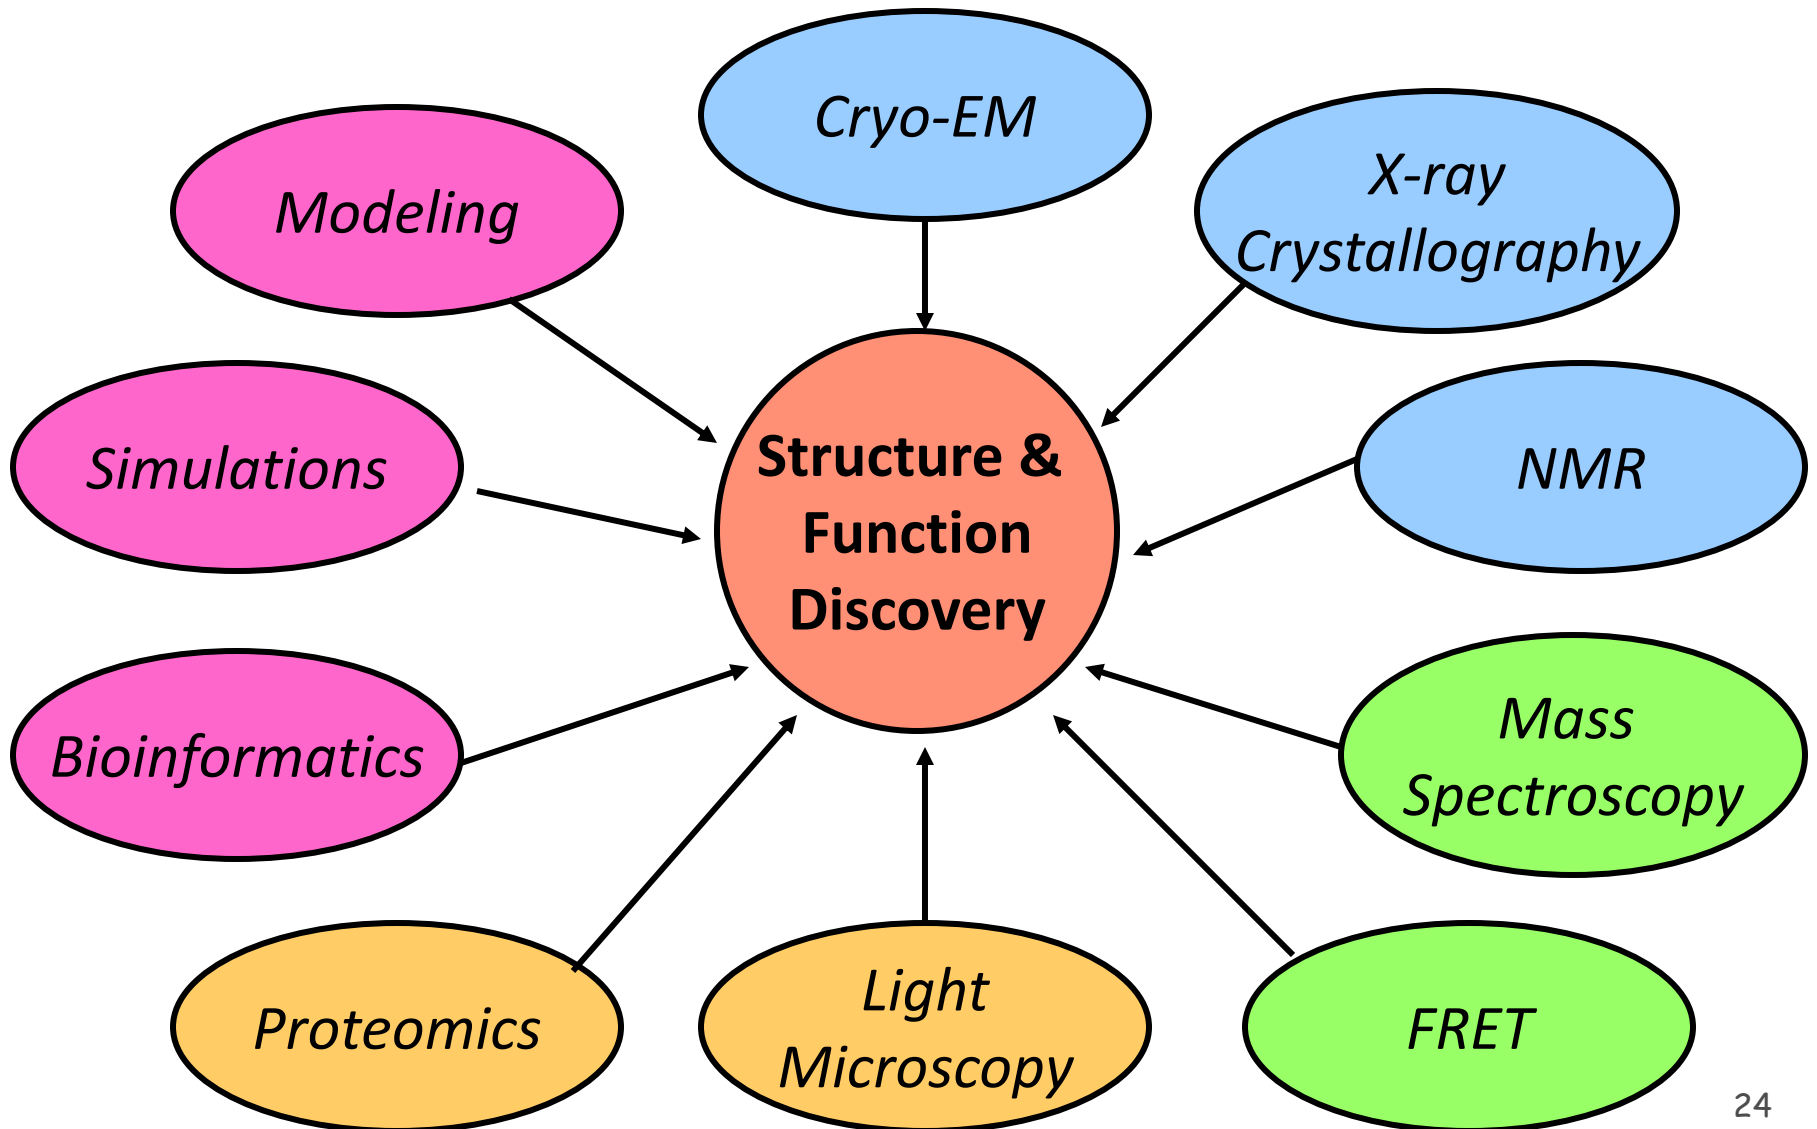 Cryo-EM
X-ray
Crystallography
Modeling
Simulations
Structure &
Function
Discovery
NMR
Bioinformatics
Mass
Spectroscopy
Proteomics
Light
Microscopy
FRET
24